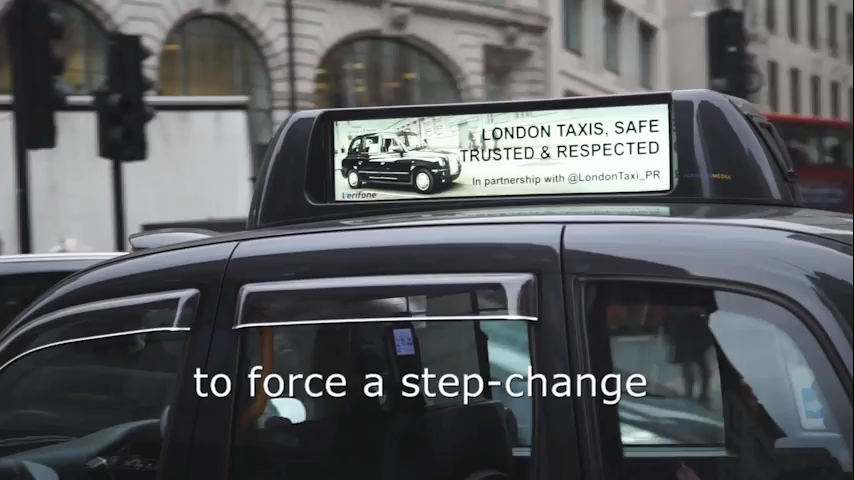 LONDON TAXIS, SAFE
TRUSTED & RESPECTED
In partnership with @LondonTaxi_PR
Verifone
to force a step-change